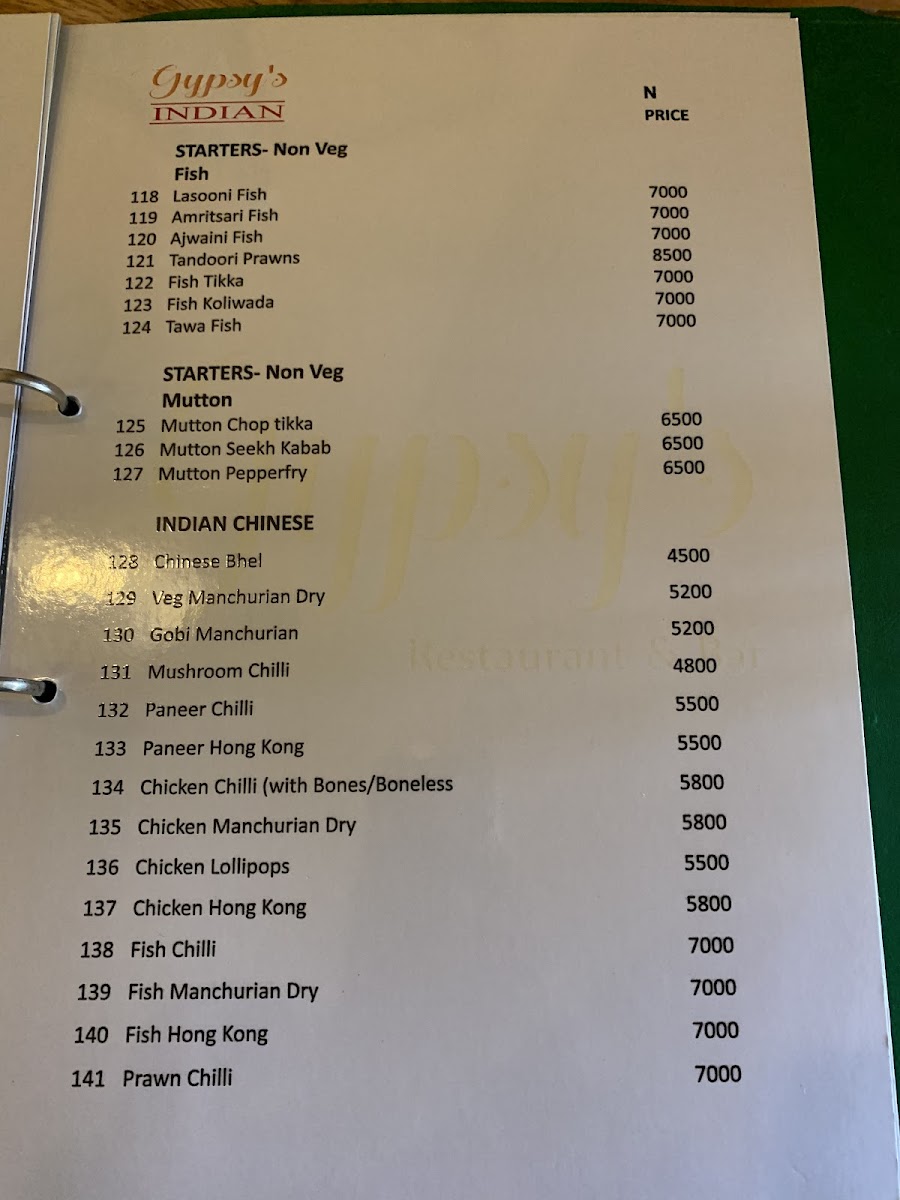 Gypsy's
INDIAN
N
PRICE
STARTERS- Non Veg
Fish
118 Lasooni Fish 7000
119 Amritsari Fish 7000
120 Ajwaini Fish 7000
121 Tandoori Prawns 8500
122 Fish Tikka 7000
123 Fish Koliwada 7000
124 Tawa Fish 7000
STARTERS- Non Veg
Mutton
125 Mutton Chop tikka 6500
126 Mutton Seekh Kabab 6500
127 Mutton Pepperfry 6500
Gypsy's
INDIAN CHINESE
128 Chinese Bhel 4500
129 Veg Manchurian Dry 5200
130 Gobi Manchurian 5200
Restaurant & Bar
131 Mushroom Chilli 4800
132 Paneer Chilli 5500
133 Paneer Hong Kong 5500
134 Chicken Chilli (with Bones/Boneless 5800
135 Chicken Manchurian Dry 5800
136 Chicken Lollipops 5500
137 Chicken Hong Kong 5800
138 Fish Chilli 7000
139 Fish Manchurian Dry 7000
140 Fish Hong Kong 7000
141 Prawn Chilli 7000